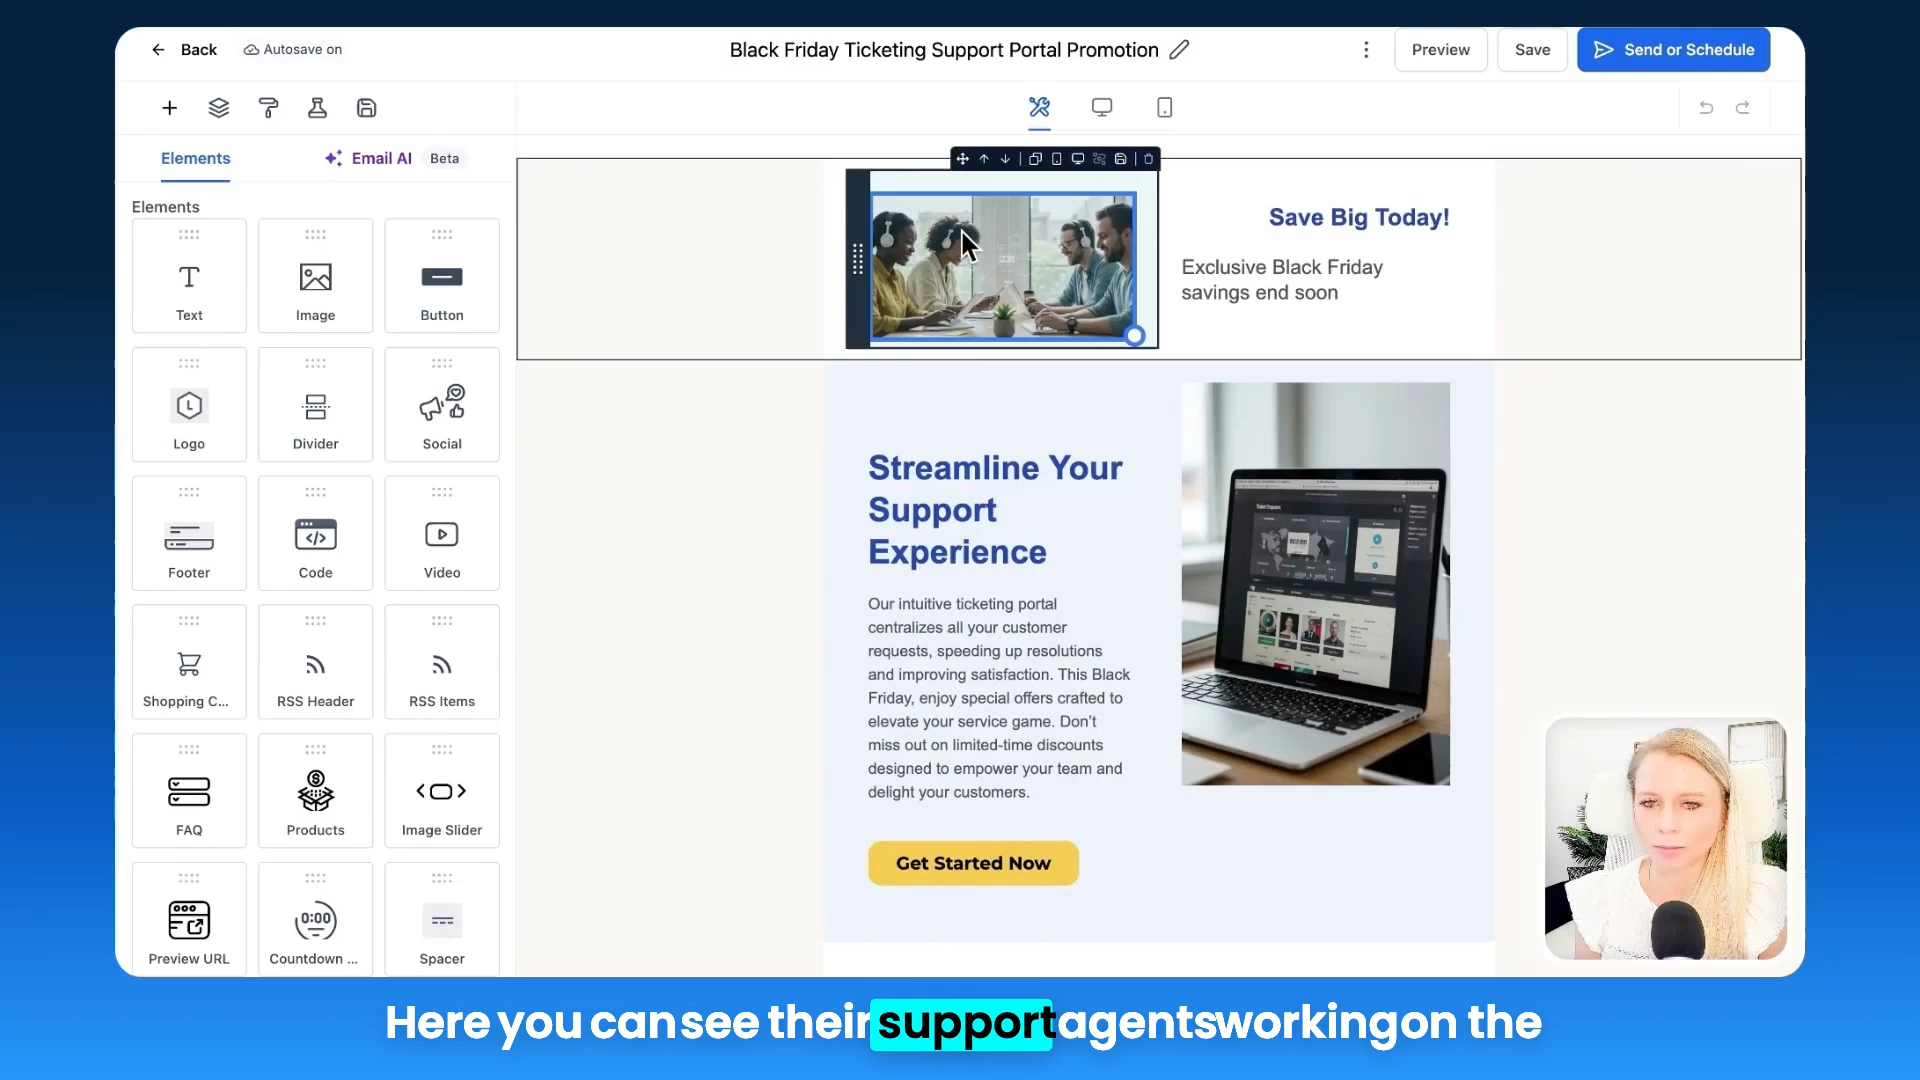 Back
Autosave on
Black Friday Ticketing Support Portal Promotion
Preview
Save
Send or Schedule
Elements
Email AI
Beta
Elements
Text
Image
Button
Logo
Divider
Social
Footer
Code
Video
Shopping C...
RSS Header
RSS Items
FAQ
Products
Image Slider
0:00
Preview URL
Countdown ...
Spacer
Save Big Today!
Exclusive Black Friday
savings end soon
Streamline Your
Support
Experience
Our intuitive ticketing portal
centralizes all your customer
requests, speeding up resolutions
and improving satisfaction. This Black
Friday, enjoy special offers crafted to
elevate your service game. Don't
miss out on limited-time discounts
designed to empower your team and
delight your customers.
Get Started Now
Here you can see their support agents working on the